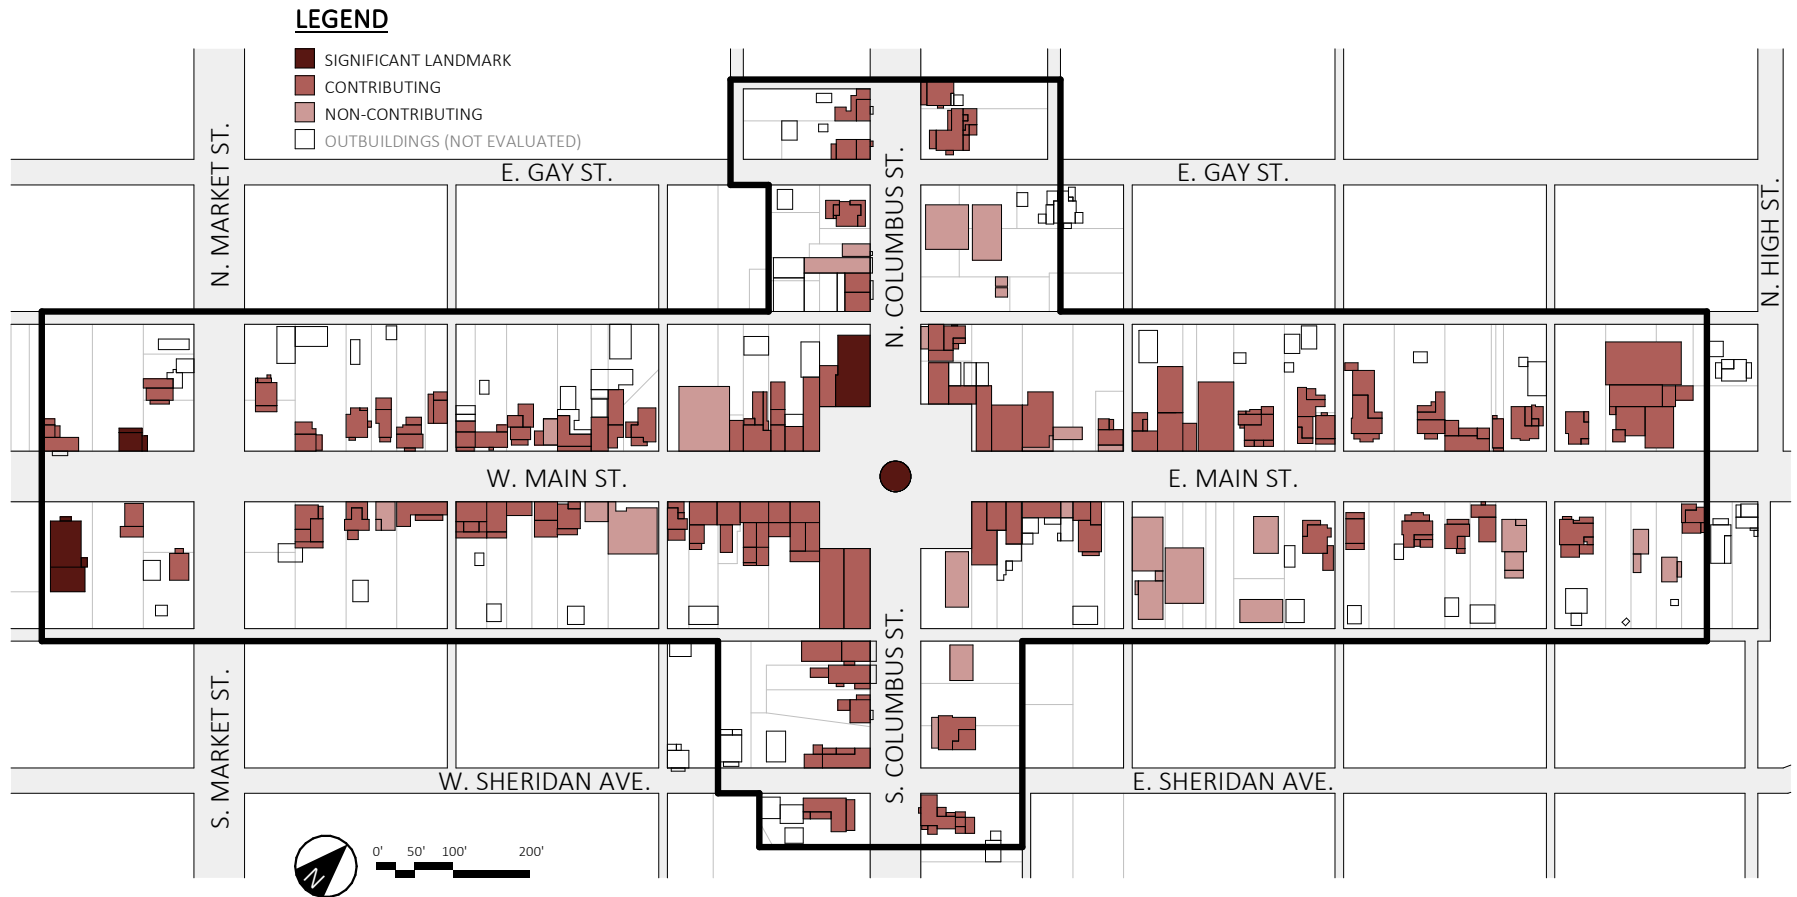 LEGEND
SIGNIFICANT LANDMARK
CONTRIBUTING
NON-CONTRIBUTING
OUTBUILDINGS (NOT EVALUATED)
N. MARKET ST.
E. GAY ST.
N. COLUMBUS ST.
E. GAY ST.
N. HIGH ST.
W. MAIN ST.
E. MAIN ST.
S. MARKET ST.
W. SHERIDAN AVE.
S. COLUMBUS ST.
E. SHERIDAN AVE.
N
0' 50' 100' 200'